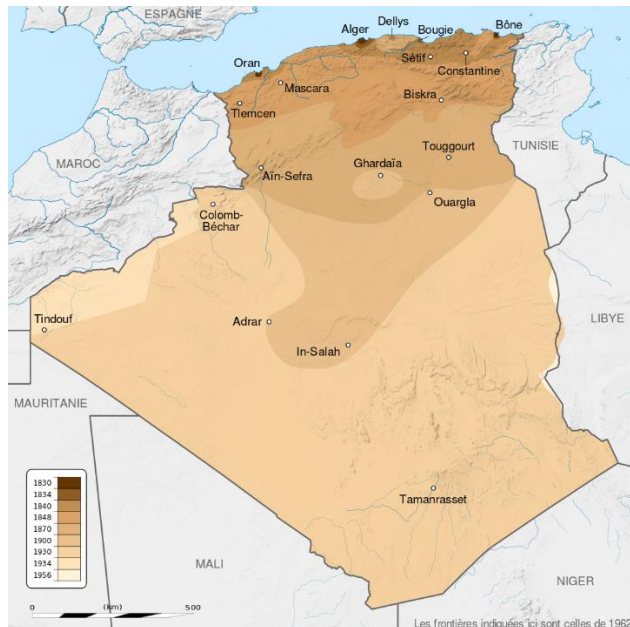 ESPAGNE
Dellys
Alger
Bougie
Bône
Oran
Sétif
Constantine
Mascara
Biskra
Tlemcen
MAROC
TUNISIE
Touggourt
Ghardaïa
Aïn-Sefra
Ouargla
Colomb-
Béchar
Tindouf
Adrar
LIBYE
In-Salah
MAURITANIE
1830
1834
1840
1848
1870
1900
1930
1934
1956
Tamanrasset
MALI
NIGER
0
(km)
500
Les frontières indiquées ici sont celles de 1962